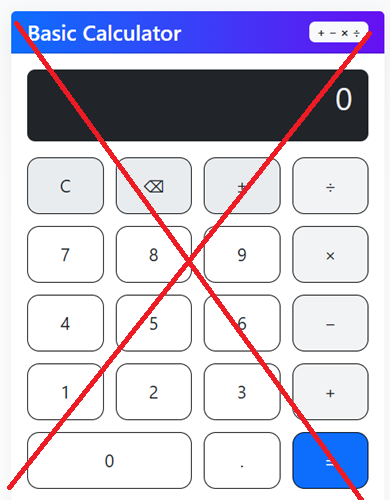 Basic Calculator + − × ÷
0
C ⌫ ± ÷
7 8 9 ×
4 5 6 −
1 2 3 +
0 . =